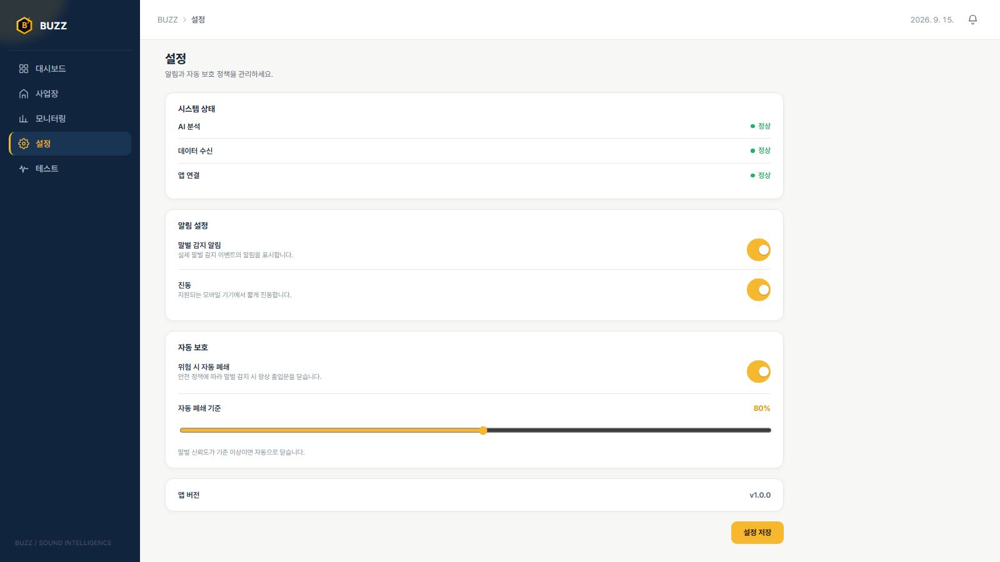 BUZZ
대시보드
사업장
모니터링
설정
테스트
BUZZ / SOUND INTELLIGENCE
BUZZ > 설정
2026. 9. 15.
설정
알림과 자동 보호 정책을 관리하세요.
시스템 상태
AI 분석
정상
데이터 수신
정상
앱 연결
정상
알림 설정
말벌 감지 알림
실제 말벌 감지 이벤트의 알림을 표시합니다.
진동
지원되는 모바일 기기에서 짧게 진동합니다.
자동 보호
위험 시 자동 폐쇄
안전 정책에 따라 말벌 감지 시 항상 출입문을 닫습니다.
자동 폐쇄 기준
80%
말벌 신뢰도가 기준 이상이면 자동으로 닫습니다.
앱 버전
v1.0.0
설정 저장